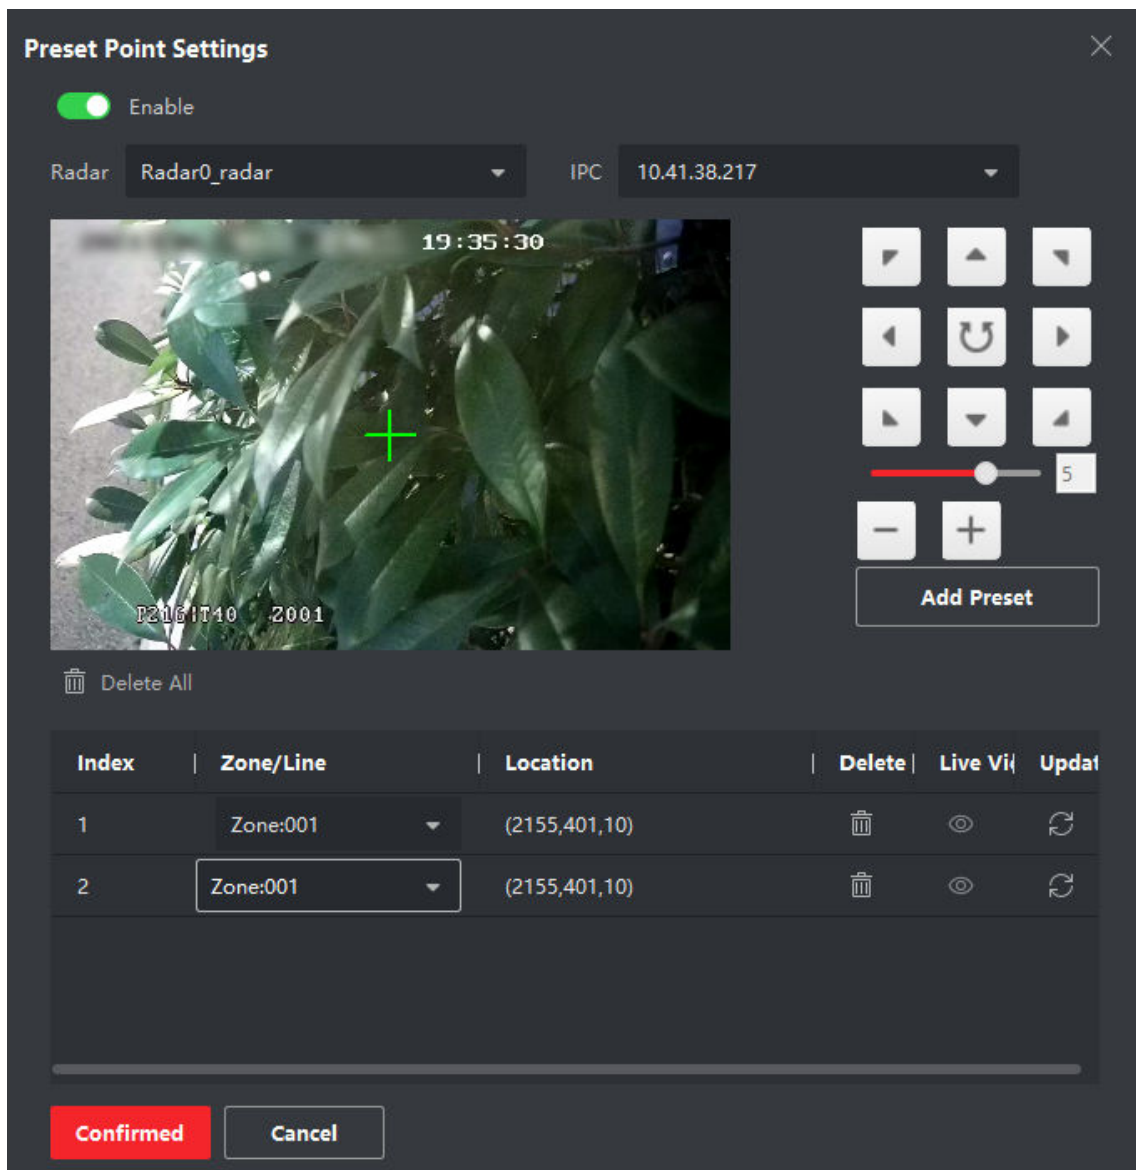 Preset Point Settings
Enable
Radar Radar0_radar IPC 10.41.38.217
19:35:30
5
Add Preset
Z001
Delete All
Index Zone/Line Location Delete Live Vi Updat
1 Zone:001 (2155,401,10)
2 Zone:001 (2155,401,10)
Confirmed Cancel